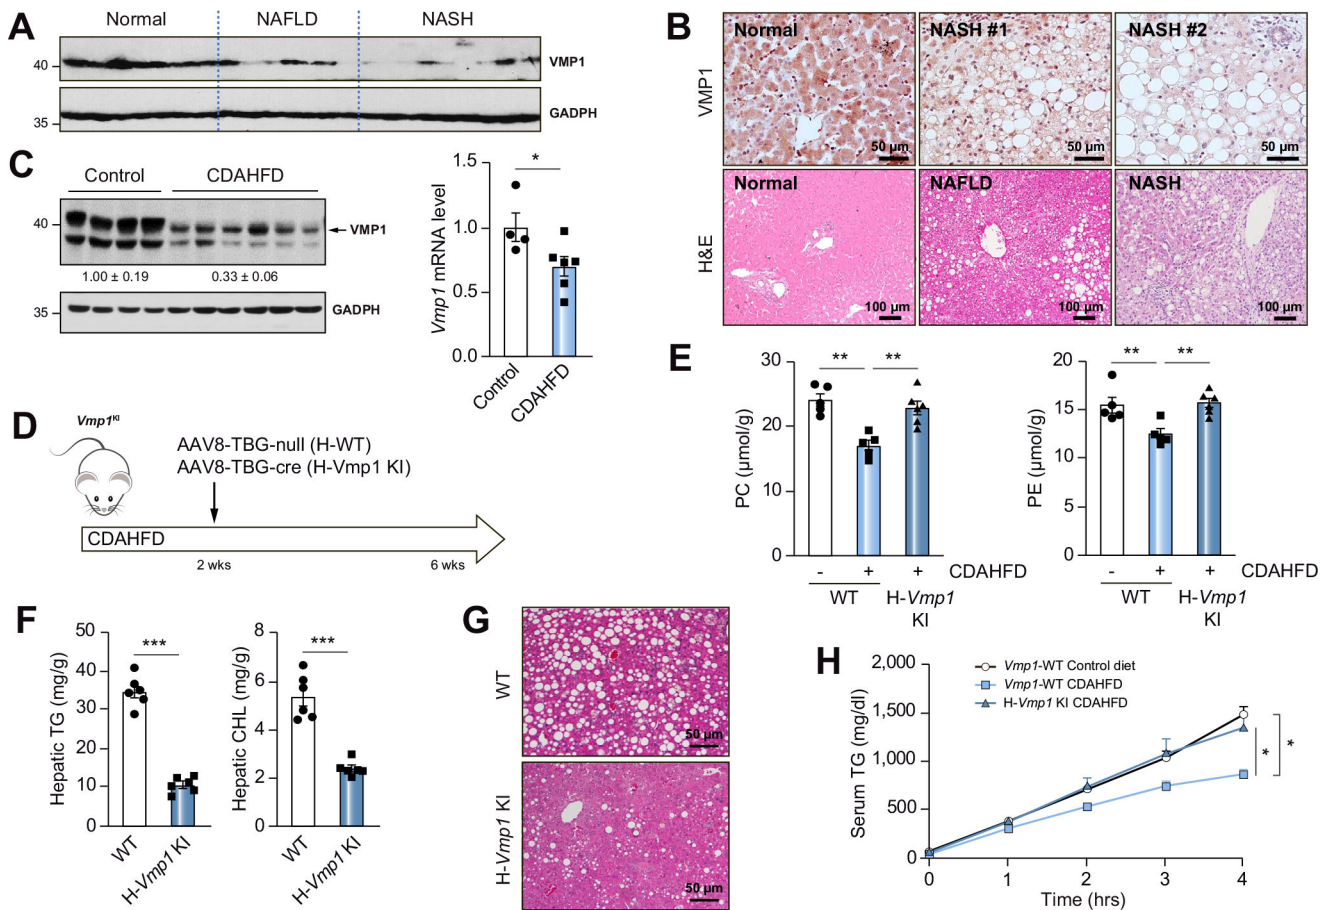 A
Normal
NAFLD
NASH
40
VMP1
35
GADPH
B
VMP1
Normal
50 µm
NASH #1
50 µm
NASH #2
50 µm
H&E
Normal
100 µm
NAFLD
100 µm
NASH
100 µm
C
Control
CDAHFD
40
VMP1
1.00 ± 0.19
0.33 ± 0.06
35
GADPH
Vmp1 mRNA level
1.5
1.0
0.5
0.0
*
Control
CDAHFD
D
Vmp1KI
AAV8-TBG-null (H-WT)
AAV8-TBG-cre (H-Vmp1 KI)
CDAHFD
2 wks
6 wks
E
PC (µmol/g)
30
20
10
0
**
**
-
+
+
CDAHFD
WT
H-Vmp1
KI
PE (µmol/g)
20
15
10
5
0
**
**
-
+
+
CDAHFD
WT
H-Vmp1
KI
F
Hepatic TG (mg/g)
50
40
30
20
10
0
***
WT
H-Vmp1 KI
Hepatic CHL (mg/g)
8
6
4
2
0
***
WT
H-Vmp1 KI
G
WT
50 µm
H-Vmp1 KI
50 µm
H
Serum TG (mg/dl)
2,000
1,500
1,000
500
0
Vmp1-WT Control diet
Vmp1-WT CDAHFD
H-Vmp1 KI CDAHFD
*
*
0
1
2
3
4
Time (hrs)